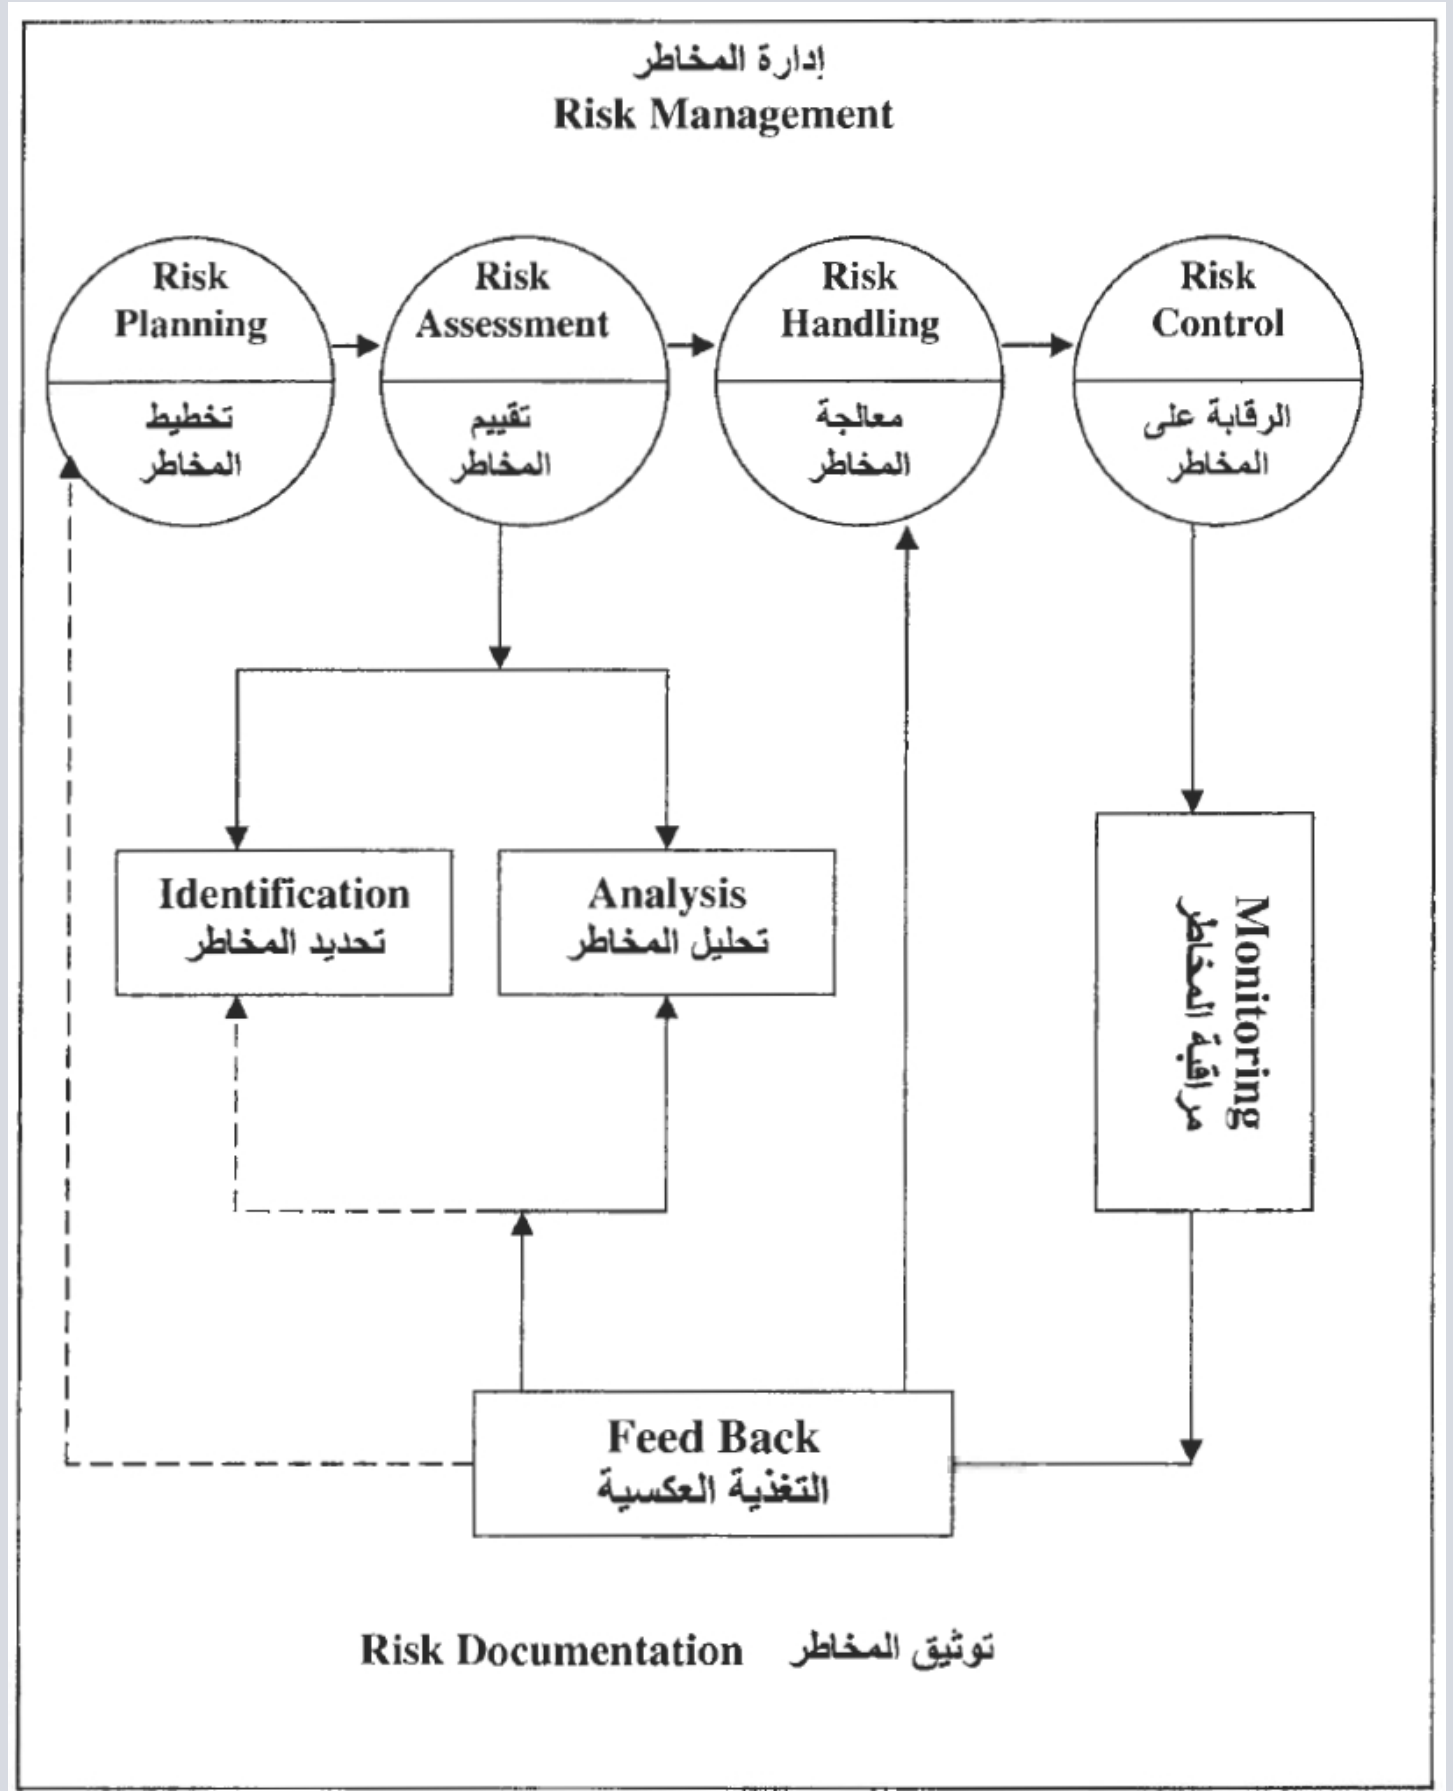 إدارة المخاطر
Risk Management
Risk
Planning
تخطيط
المخاطر
Risk
Assessment
تقييم
المخاطر
Risk
Handling
معالجة
المخاطر
Risk
Control
الرقابة على
المخاطر
Identification
تحديد المخاطر
Analysis
تحليل المخاطر
Monitoring
مراقبة المخاطر
Feed Back
التغذية العكسية
Risk Documentation توثيق المخاطر